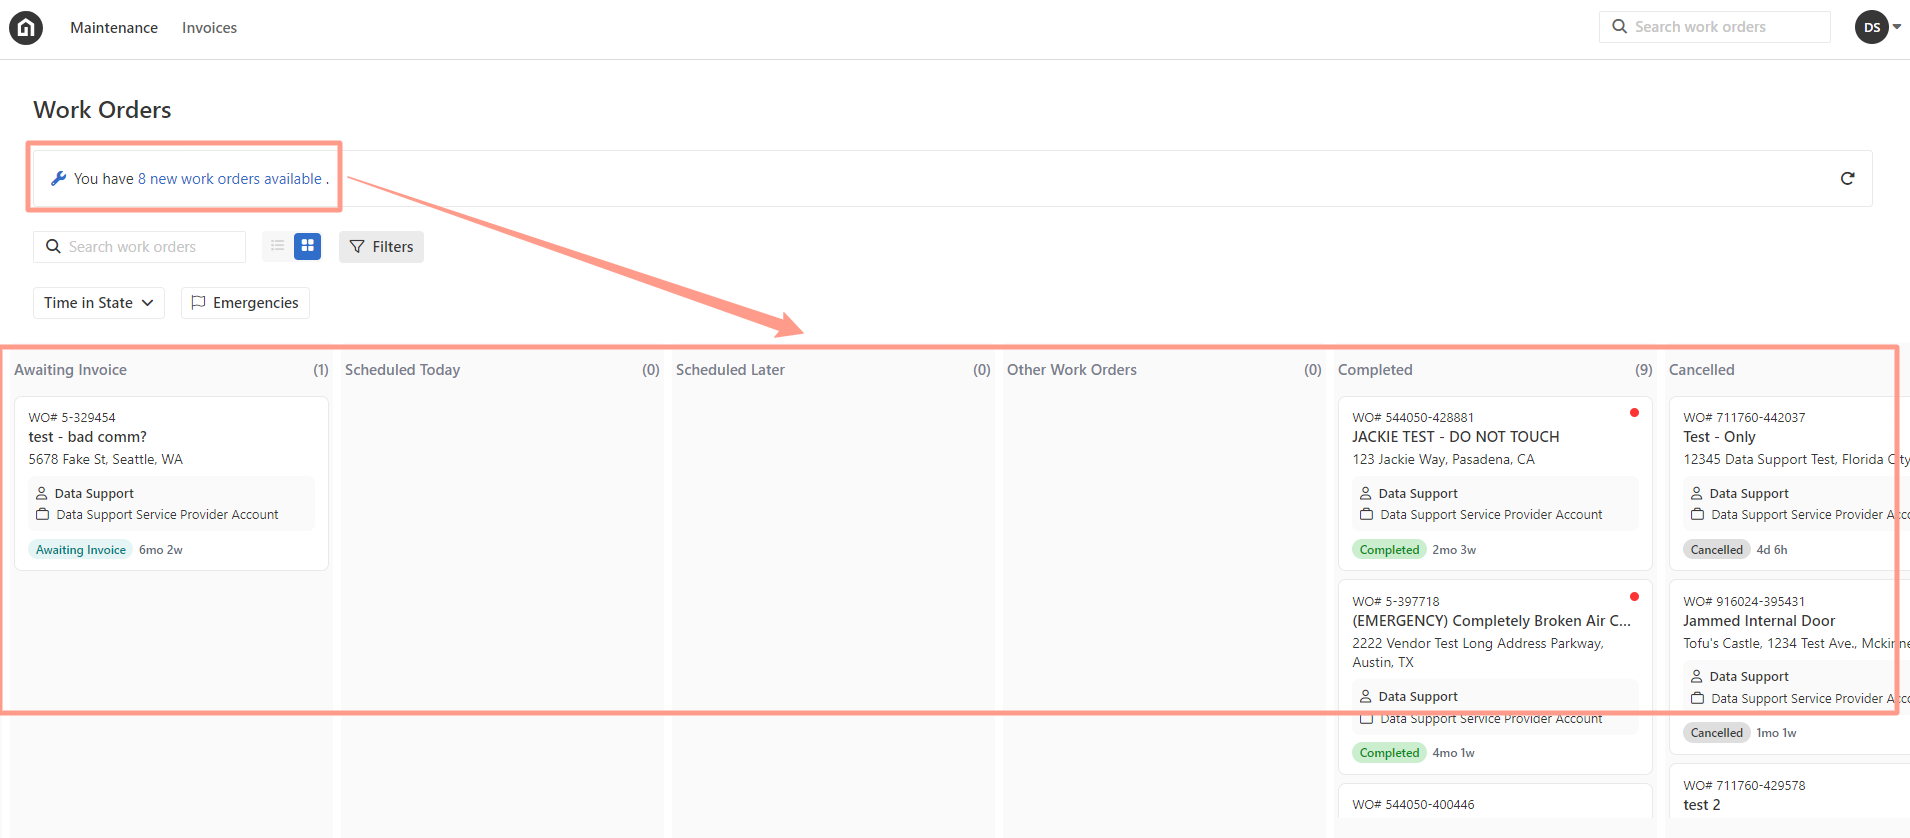 Maintenance
Invoices
Search work orders
DS
Work Orders
You have 8 new work orders available .
Search work orders
Filters
Time in State
Emergencies
Awaiting Invoice (1)
WO# 5-329454
test - bad comm?
5678 Fake St, Seattle, WA
Data Support
Data Support Service Provider Account
Awaiting Invoice 6mo 2w
Scheduled Today (0)
Scheduled Later (0)
Other Work Orders (0)
Completed (9)
WO# 544050-428881
JACKIE TEST - DO NOT TOUCH
123 Jackie Way, Pasadena, CA
Data Support
Data Support Service Provider Account
Completed 2mo 3w
WO# 5-397718
(EMERGENCY) Completely Broken Air C...
2222 Vendor Test Long Address Parkway,
Austin, TX
Data Support
Data Support Service Provider Account
Completed 4mo 1w
WO# 544050-400446
Cancelled
WO# 711760-442037
Test - Only
12345 Data Support Test, Florida City
Data Support
Data Support Service Provider Acco
Cancelled 4d 6h
WO# 916024-395431
Jammed Internal Door
Tofu's Castle, 1234 Test Ave., Mckinne
Data Support
Data Support Service Provider Acco
Cancelled 1mo 1w
WO# 711760-429578
test 2